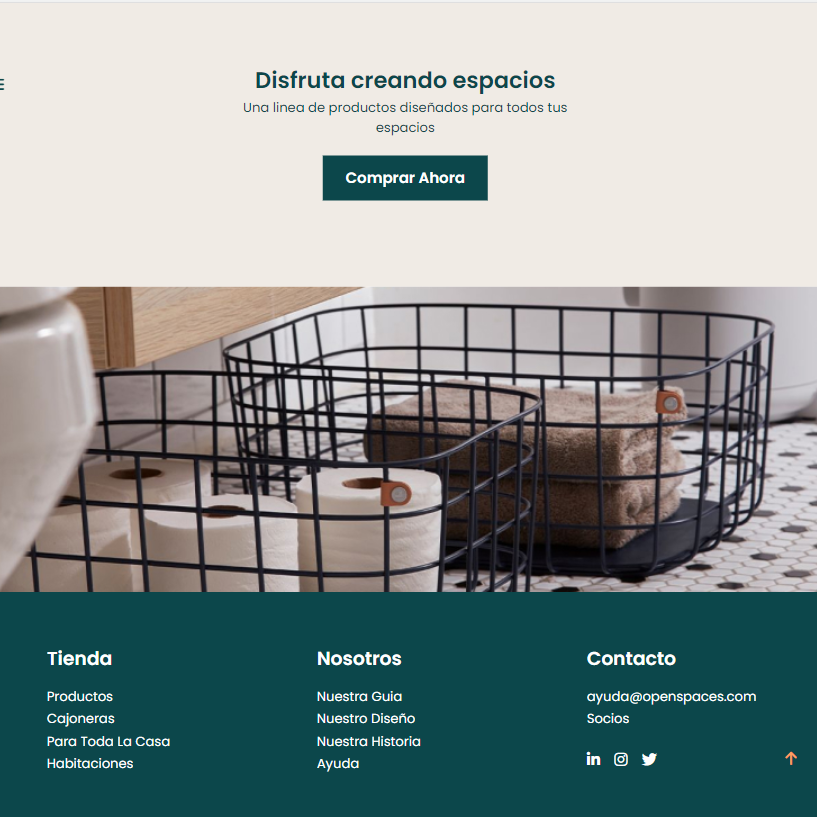 Disfruta creando espacios
Una linea de productos diseñados para todos tus
espacios
Comprar Ahora
Tienda
Productos
Cajoneras
Para Toda La Casa
Habitaciones
Nosotros
Nuestra Guia
Nuestro Diseño
Nuestra Historia
Ayuda
Contacto
ayuda@openspaces.com
Socios